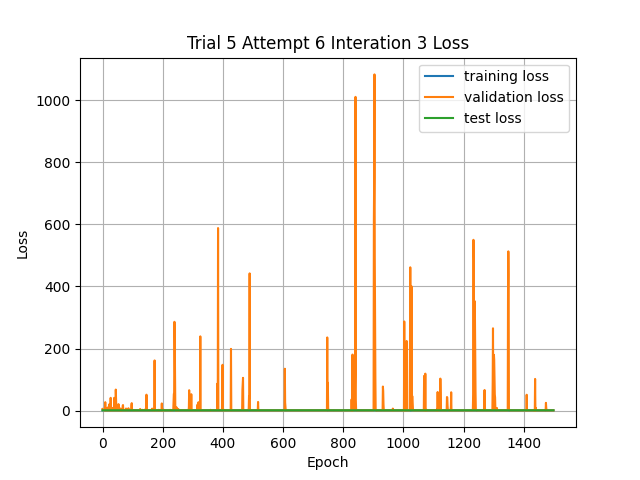 Trial 5 Attempt 6 Interation 3 Loss
training loss
validation loss
test loss
1000
800
600
400
200
0
Loss
0 200 400 600 800 1000 1200 1400
Epoch